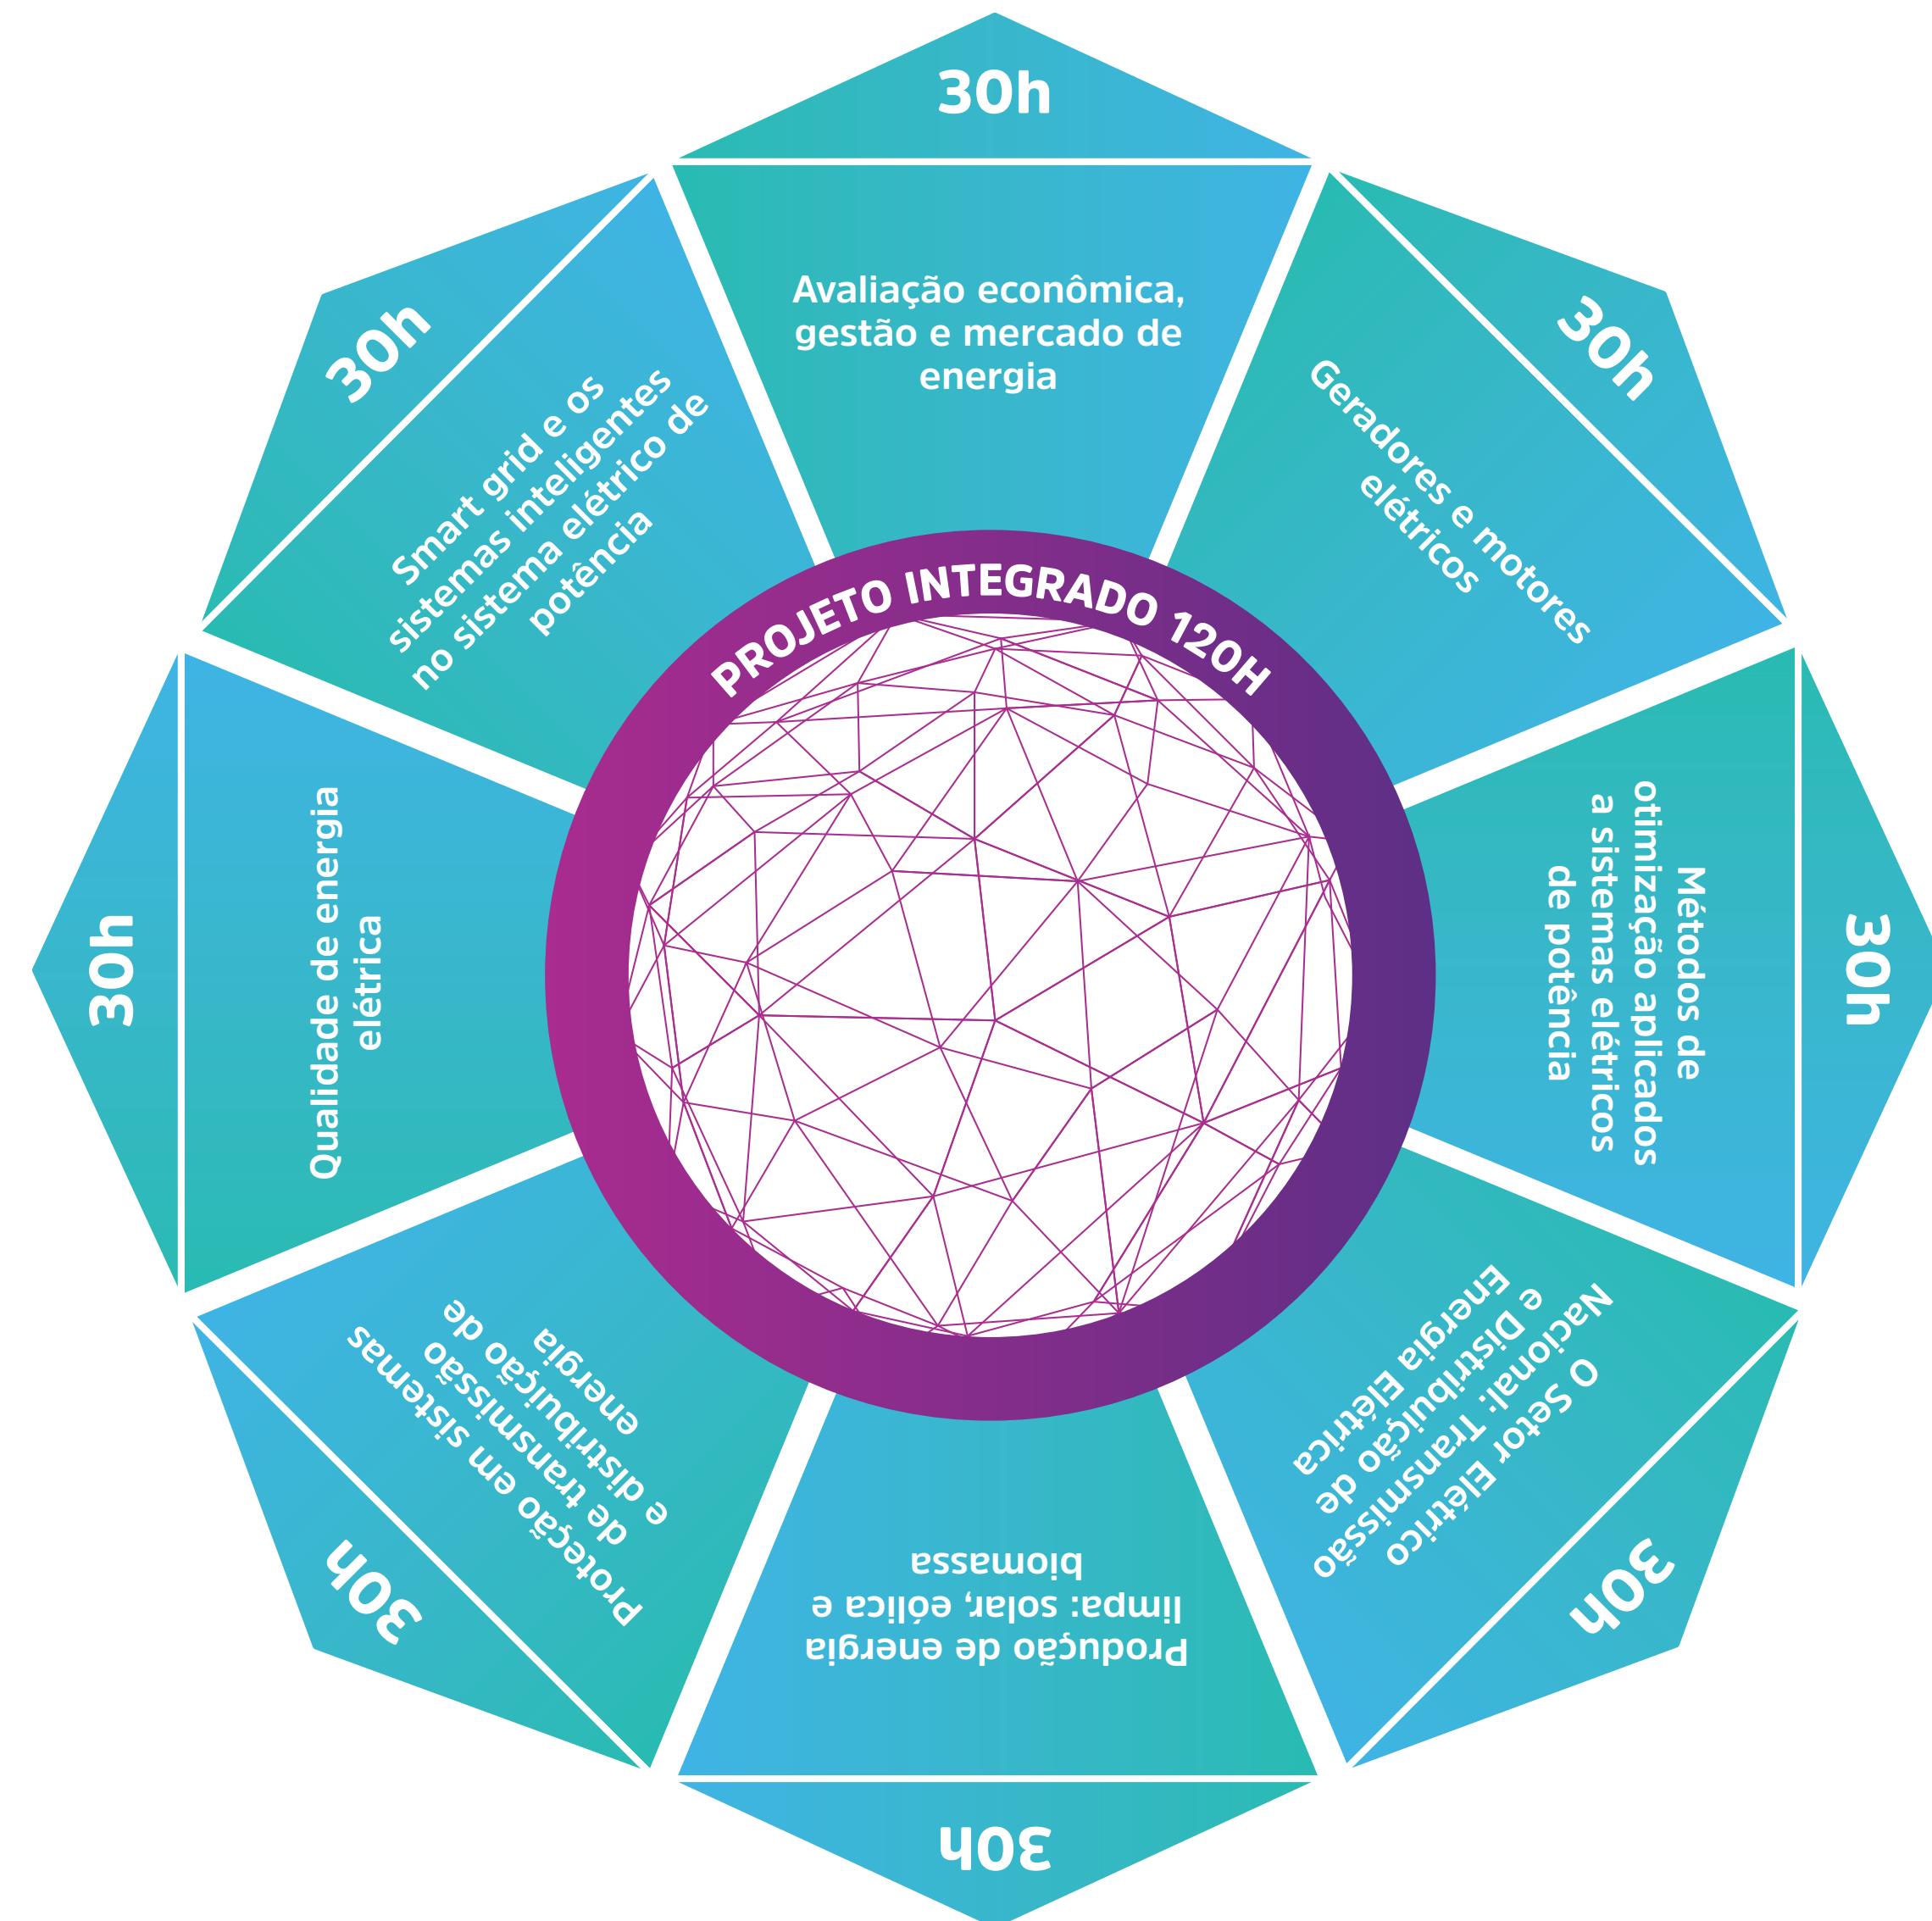 30h
Avaliação econômica,
gestão e mercado de
energia
30h
Geradores e motores
elétricos
30h
Métodos de
otimização aplicados
a sistemas elétricos
de potência
30h
O Setor Elétrico
Nacional: Transmissão
e Distribuição de
Energia Elétrica
30h
Produção de energia
limpa: solar, eólica e
biomassa
30h
Proteção em sistemas
de transmissão
e distribuição de
energia
30h
Qualidade de energia
elétrica
30h
Smart grid e os
sistemas inteligentes
no sistema elétrico de
potência
PROJETO INTEGRADO 120H